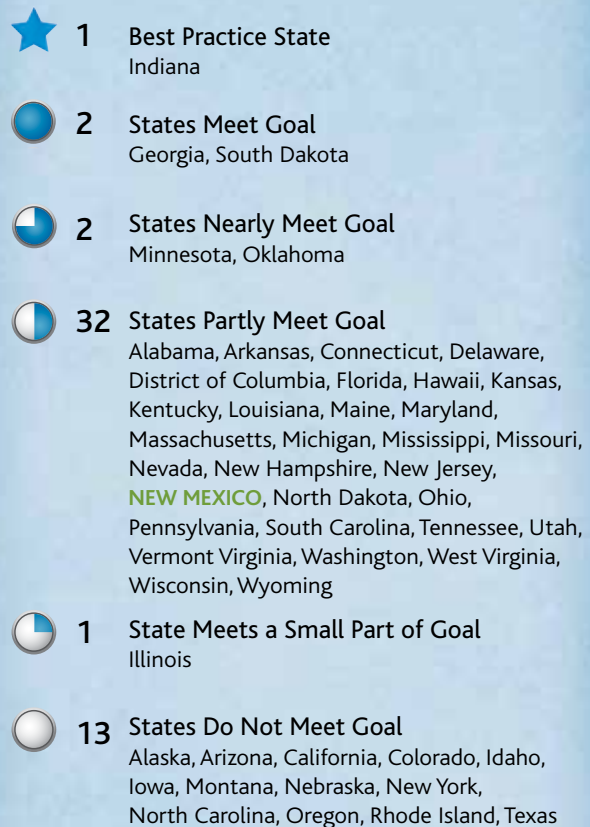 1 Best Practice State
Indiana
2 States Meet Goal
Georgia, South Dakota
2 States Nearly Meet Goal
Minnesota, Oklahoma
32 States Partly Meet Goal
Alabama, Arkansas, Connecticut, Delaware,
District of Columbia, Florida, Hawaii, Kansas,
Kentucky, Louisiana, Maine, Maryland,
Massachusetts, Michigan, Mississippi, Missouri,
Nevada, New Hampshire, New Jersey,
NEW MEXICO, North Dakota, Ohio,
Pennsylvania, South Carolina, Tennessee, Utah,
Vermont Virginia, Washington, West Virginia,
Wisconsin, Wyoming
1 State Meets a Small Part of Goal
Illinois
13 States Do Not Meet Goal
Alaska, Arizona, California, Colorado, Idaho,
Iowa, Montana, Nebraska, New York,
North Carolina, Oregon, Rhode Island, Texas